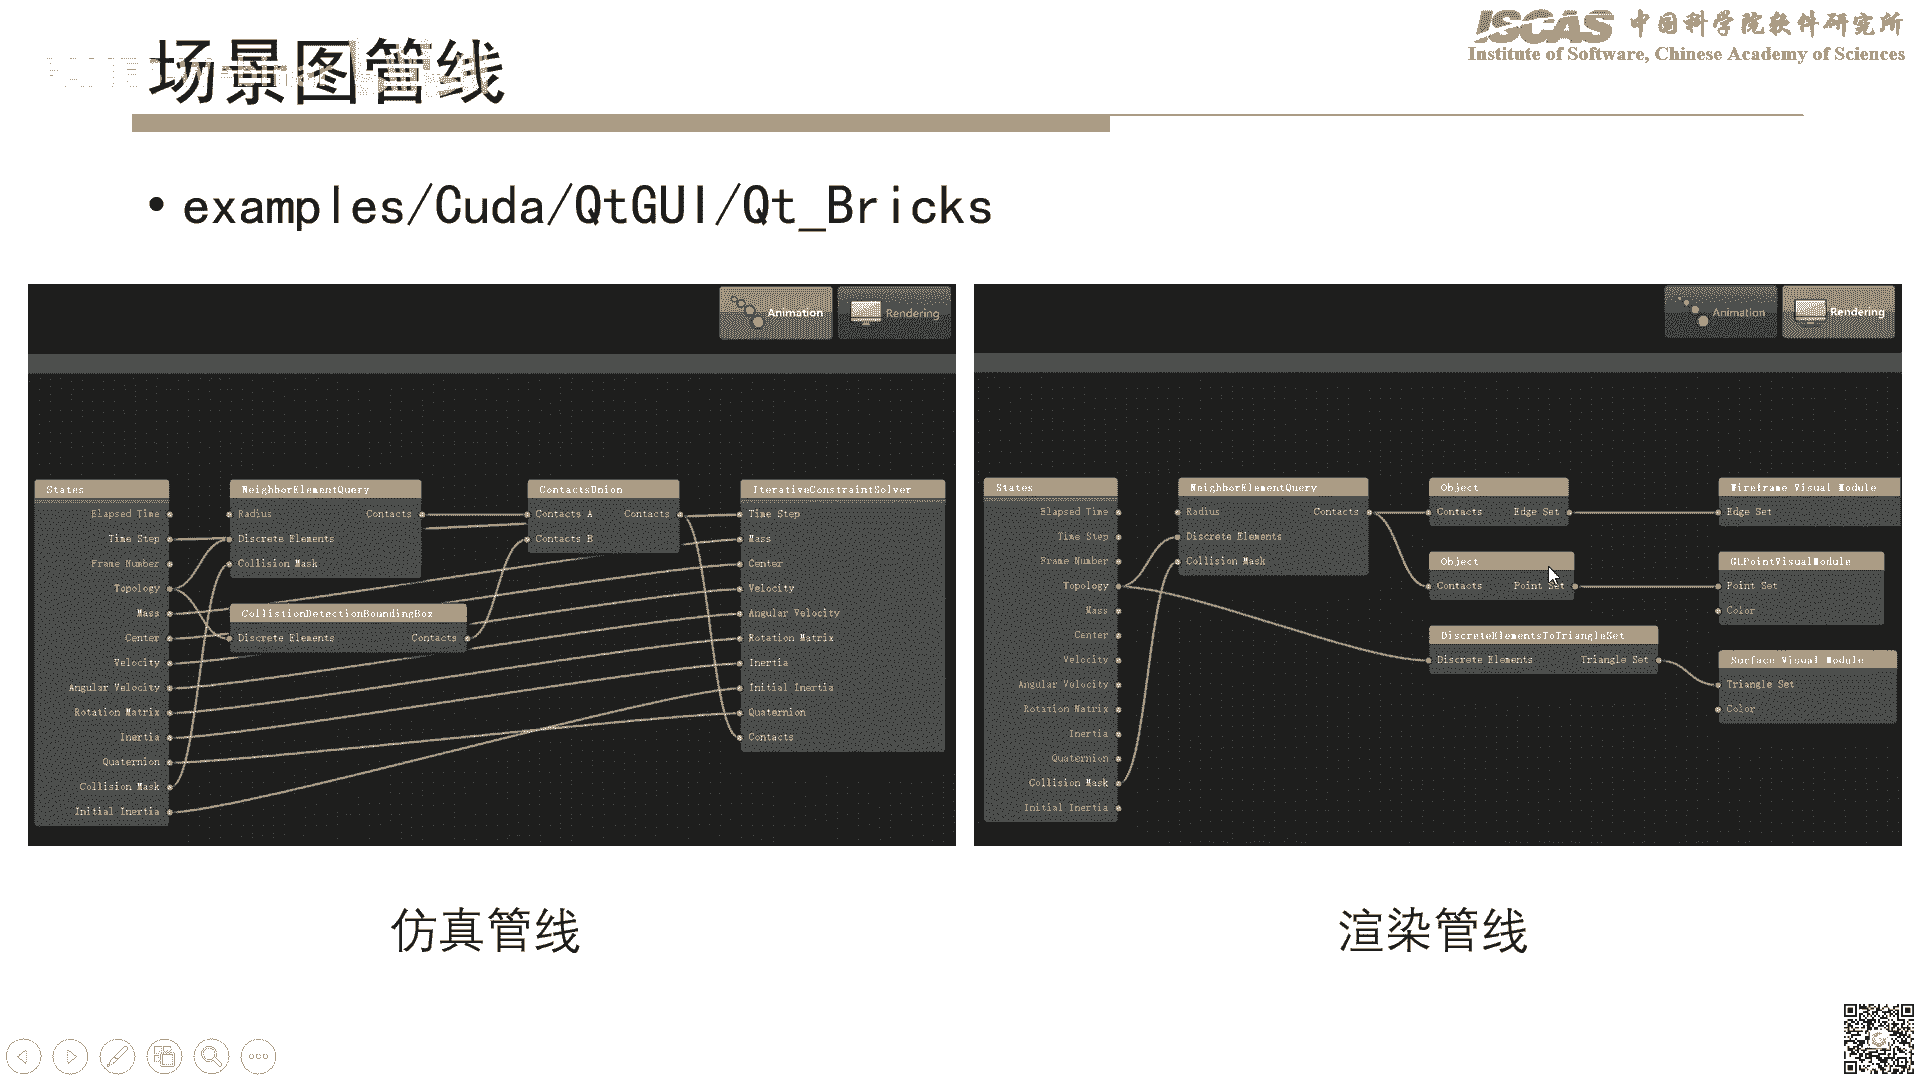 ISCAS 中国科学院软件研究所
Institute of Software, Chinese Academy of Sciences
场景图管线
• examples/Cuda/QtGUI/Qt_Bricks
Animation
Rendering
States
Elapsed Time
Time Step
Frame Number
Topology
Mass
Center
Velocity
Angular Velocity
Rotation Matrix
Inertia
Quaternion
Collision Mask
Initial Inertia
NeighborElementQuery
Radius Contacts
Discrete Elements
Collision Mask
CollistionDetectionBoundingBox
Discrete Elements Contacts
ContactsUnion
Contacts A Contacts
Contacts B
IterativeConstraintSolver
Time Step
Mass
Center
Velocity
Angular Velocity
Rotation Matrix
Inertia
Initial Inertia
Quaternion
Contacts
仿真管线
Animation
Rendering
States
Elapsed Time
Time Step
Frame Number
Topology
Mass
Center
Velocity
Angular Velocity
Rotation Matrix
Inertia
Quaternion
Collision Mask
Initial Inertia
NeighborElementQuery
Radius Contacts
Discrete Elements
Collision Mask
Object
Contacts Edge Set
Object
Contacts Point Set
DiscreteElementsToTriangleSet
Discrete Elements Triangle Set
Wireframe Visual Module
Edge Set
GLPointVisualModule
Point Set
Color
Surface Visual Module
Triangle Set
Color
渲染管线